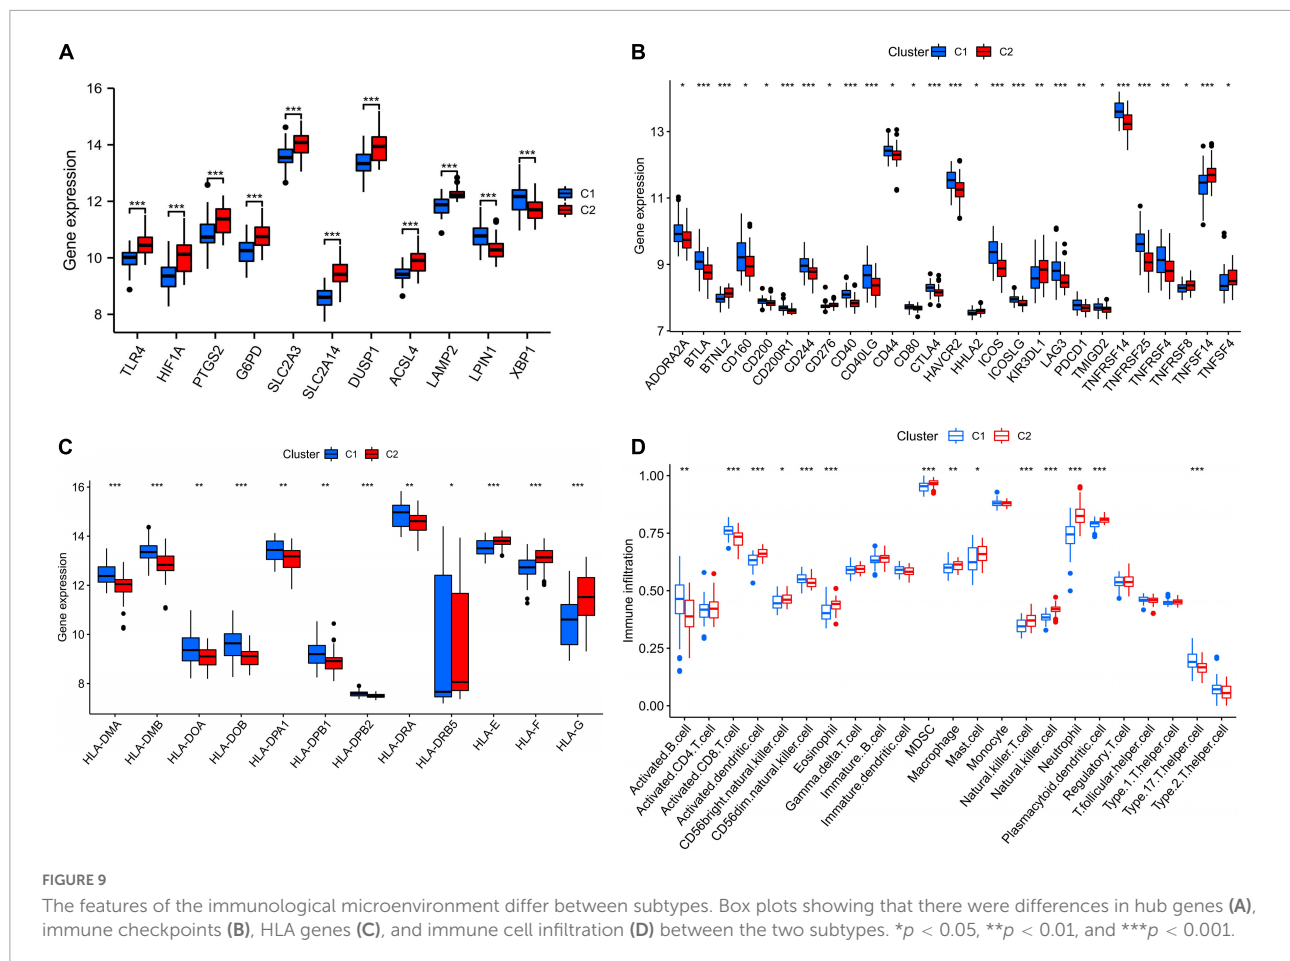 A
16
14
12
10
8
Gene expression
*** *** *** *** *** *** *** *** *** *** ***
C1
C2
TLR4 HIF1A PTGS2 G6PD SLC2A3 SLC2A14 DUSP1 ACSL4 LAMP2 LPIN1 XBP1
B
Cluster C1 C2
* *** *** * * *** *** * *** *** * * *** *** * *** *** ** *** ** * *** *** ** * *** *
13
11
9
7
Gene expression
ADORA2A BTLA BTNL2 CD160 CD200 CD200R1 CD244 CD276 CD40 CD40LG CD44 CD80 CTLA4 HAVCR2 HHLA2 ICOS ICOSLG KIR3DL1 LAG3 PDCD1 TMIGD2 TNFRSF14 TNFRSF25 TNFRSF4 TNFRSF8 TNFSF14 TNFSF4
C
Cluster C1 C2
*** *** ** *** ** ** *** ** * *** *** ***
16
14
12
10
8
Gene expression
HLA-DMA HLA-DMB HLA-DOA HLA-DOB HLA-DPA1 HLA-DPB1 HLA-DPB2 HLA-DRA HLA-DRB5 HLA-E HLA-F HLA-G
D
Cluster C1 C2
** *** *** * *** *** *** ** * *** *** *** *** ***
1.00
0.75
0.50
0.25
0.00
Immune infiltration
Activated.B.cell Activated.CD4.T.cell Activated.CD8.T.cell Activated.dendritic.cell CD56bright.natural.killer.cell CD56dim.natural.killer.cell Eosinophil Gamma.delta.T.cell Immature..B.cell Immature.dendritic.cell MDSC Macrophage Mast.cell Monocyte Natural.killer.T.cell Natural.killer.cell Neutrophil Plasmacytoid.dendritic.cell Regulatory.T.cell T.follicular.helper.cell Type.1.T.helper.cell Type.17.T.helper.cell Type.2.T.helper.cell
FIGURE 9
The features of the immunological microenvironment differ between subtypes. Box plots showing that there were differences in hub genes (A),
immune checkpoints (B), HLA genes (C), and immune cell infiltration (D) between the two subtypes. *p < 0.05, **p < 0.01, and ***p < 0.001.